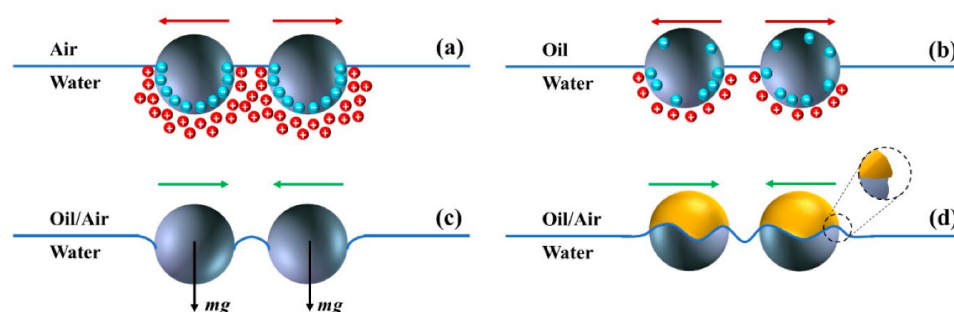 Air
Water
(a)
Oil
Water
(b)
Oil/Air
Water
(c)
mg
mg
Oil/Air
Water
(d)